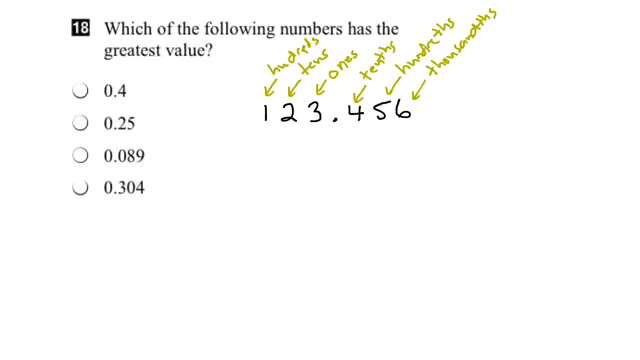 18 Which of the following numbers has the
greatest value?
0.4
0.25
0.089
0.304
hundreds
tens
ones
tenths
hundreths
thousandths
123.456